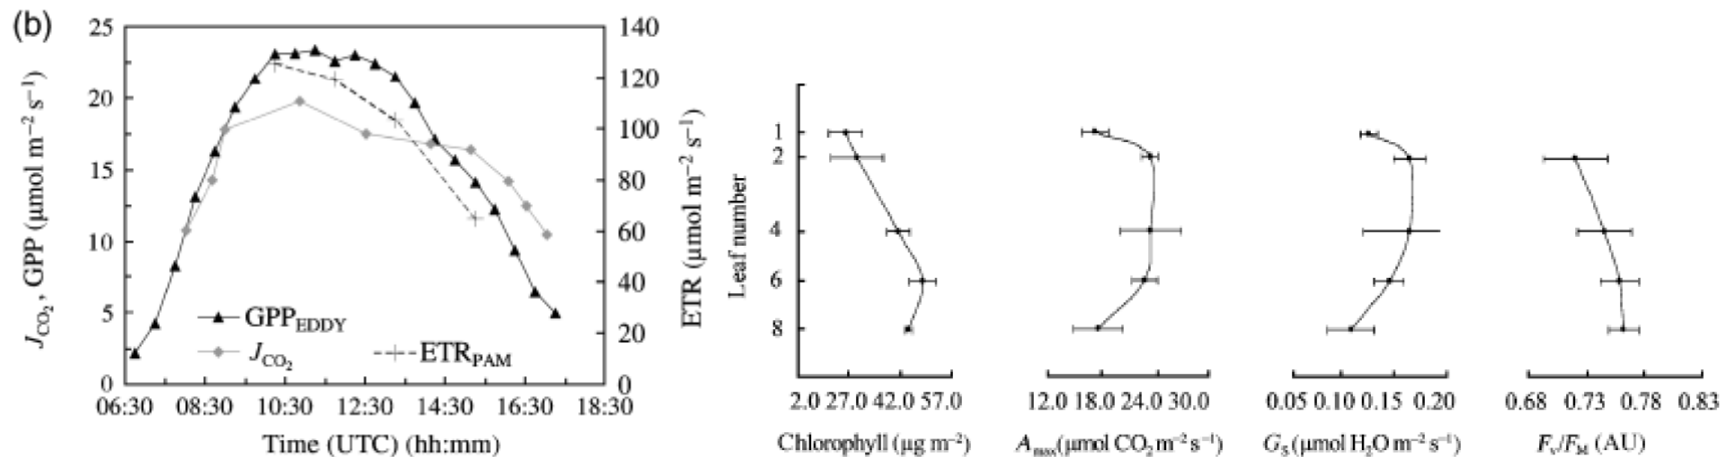 (b)
25
20
15
10
5
0
J_CO₂, GPP (µmol m⁻² s⁻¹)
140
120
100
80
60
40
20
0
ETR (µmol m⁻² s⁻¹)
GPP_EDDY
J_CO₂
ETR_PAM
06:30 08:30 10:30 12:30 14:30 16:30 18:30
Time (UTC) (hh:mm)
Leaf number
1
2
4
6
8
2.0 27.0 42.0 57.0
Chlorophyll (µg m⁻²)
12.0 18.0 24.0 30.0
A_max (µmol CO₂ m⁻² s⁻¹)
0.05 0.10 0.15 0.20
G_S (µmol H₂O m⁻² s⁻¹)
0.68 0.73 0.78 0.83
F_v/F_M (AU)